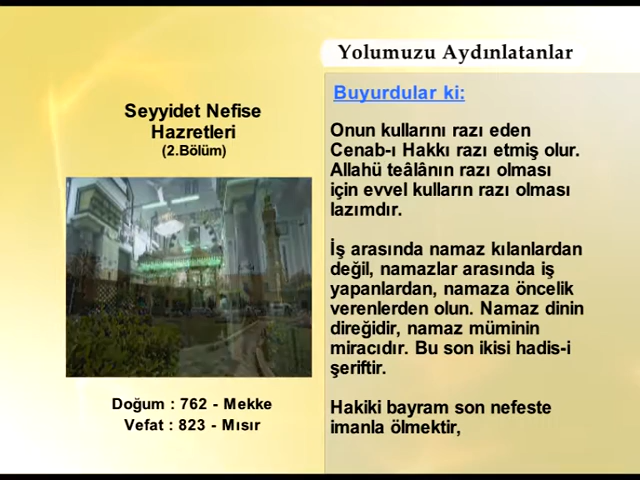 Yolumuzu Aydınlatanlar
Seyyidet Nefise
Hazretleri
(2.Bölüm)
Doğum : 762 - Mekke
Vefat : 823 - Mısır
Buyurdular ki:
Onun kullarını razı eden
Cenab-ı Hakkı razı etmiş olur.
Allahü teâlânın razı olması
için evvel kulların razı olması
lazımdır.
İş arasında namaz kılanlardan
değil, namazlar arasında iş
yapanlardan, namaza öncelik
verenlerden olun. Namaz dinin
direğidir, namaz müminin
miracıdır. Bu son ikisi hadis-i
şeriftir.
Hakiki bayram son nefeste
imanla ölmektir,